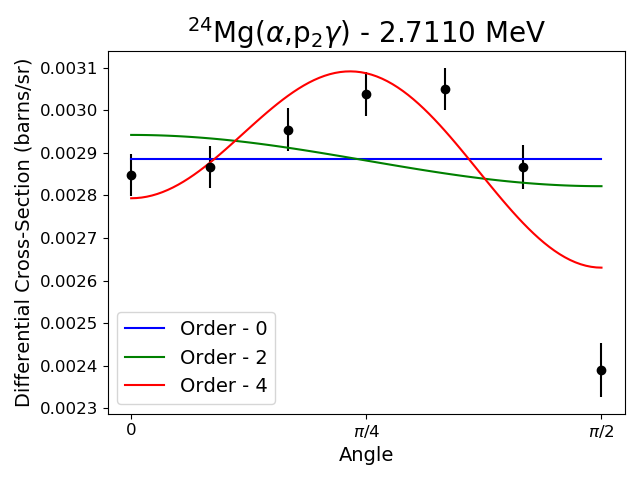 ²⁴Mg(α,p₂γ) - 2.7110 MeV
Differential Cross-Section (barns/sr)
0.0031
0.0030
0.0029
0.0028
0.0027
0.0026
0.0025
0.0024
0.0023
Order - 0
Order - 2
Order - 4
0
π/4
π/2
Angle